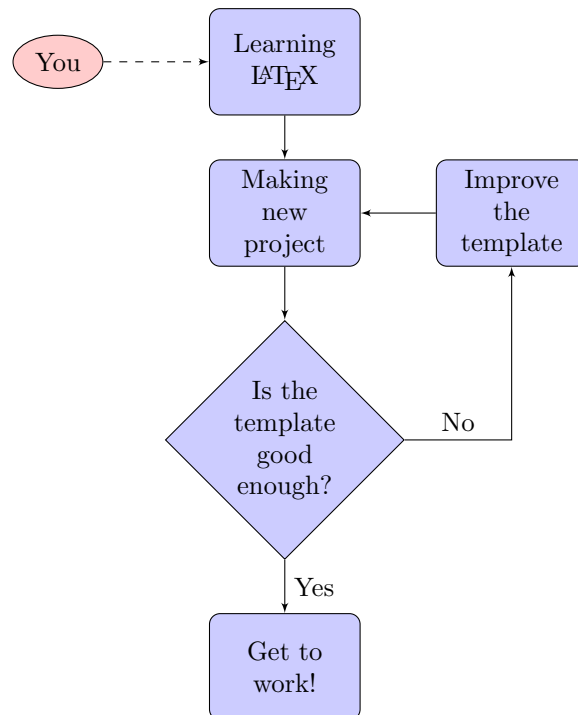 You
Learning
LATEX
Making
new
project
Improve
the
template
Is the
template
good
enough?
No
Yes
Get to
work!